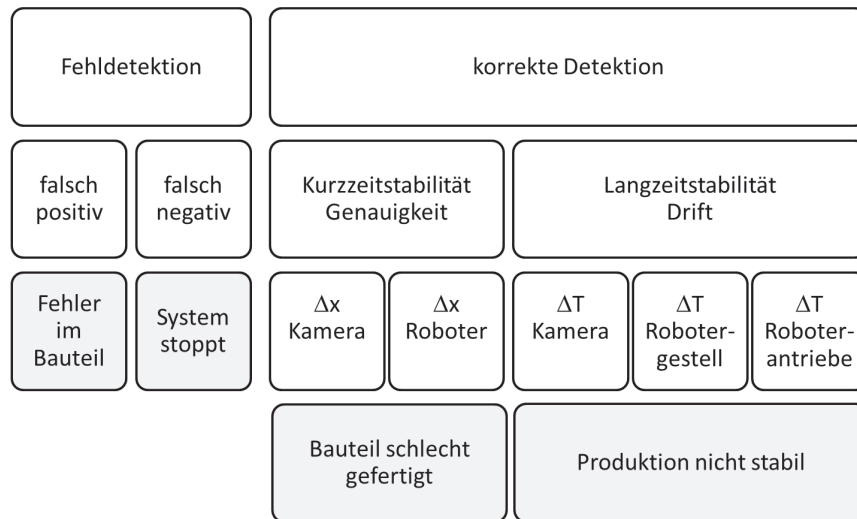 Fehldetektion
korrekte Detektion
falsch
positiv
falsch
negativ
Kurzzeitstabilität
Genauigkeit
Langzeitstabilität
Drift
Fehler
im
Bauteil
System
stoppt
Δx
Kamera
Δx
Roboter
ΔT
Kamera
ΔT
Roboter-
gestell
ΔT
Roboter-
antriebe
Bauteil schlecht
gefertigt
Produktion nicht stabil